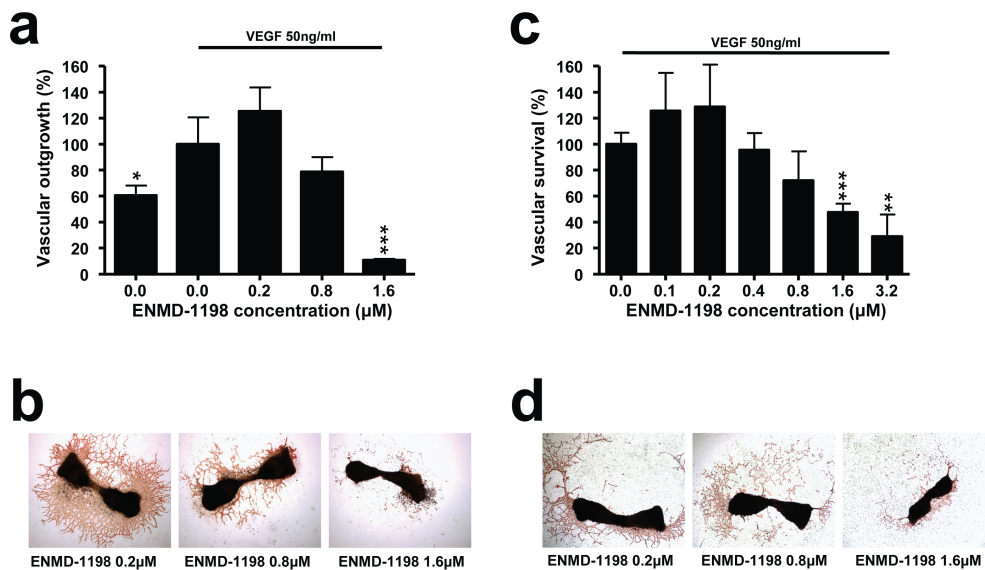 a
VEGF 50ng/ml
Vascular outgrowth (%)
160
140
120
100
80
60
40
20
0
*
***
0.0 0.0 0.2 0.8 1.6
ENMD-1198 concentration (µM)
c
VEGF 50ng/ml
Vascular survival (%)
160
140
120
100
80
60
40
20
0
***
**
0.0 0.1 0.2 0.4 0.8 1.6 3.2
ENMD-1198 concentration (µM)
b
ENMD-1198 0.2µM ENMD-1198 0.8µM ENMD-1198 1.6µM
d
ENMD-1198 0.2µM ENMD-1198 0.8µM ENMD-1198 1.6µM